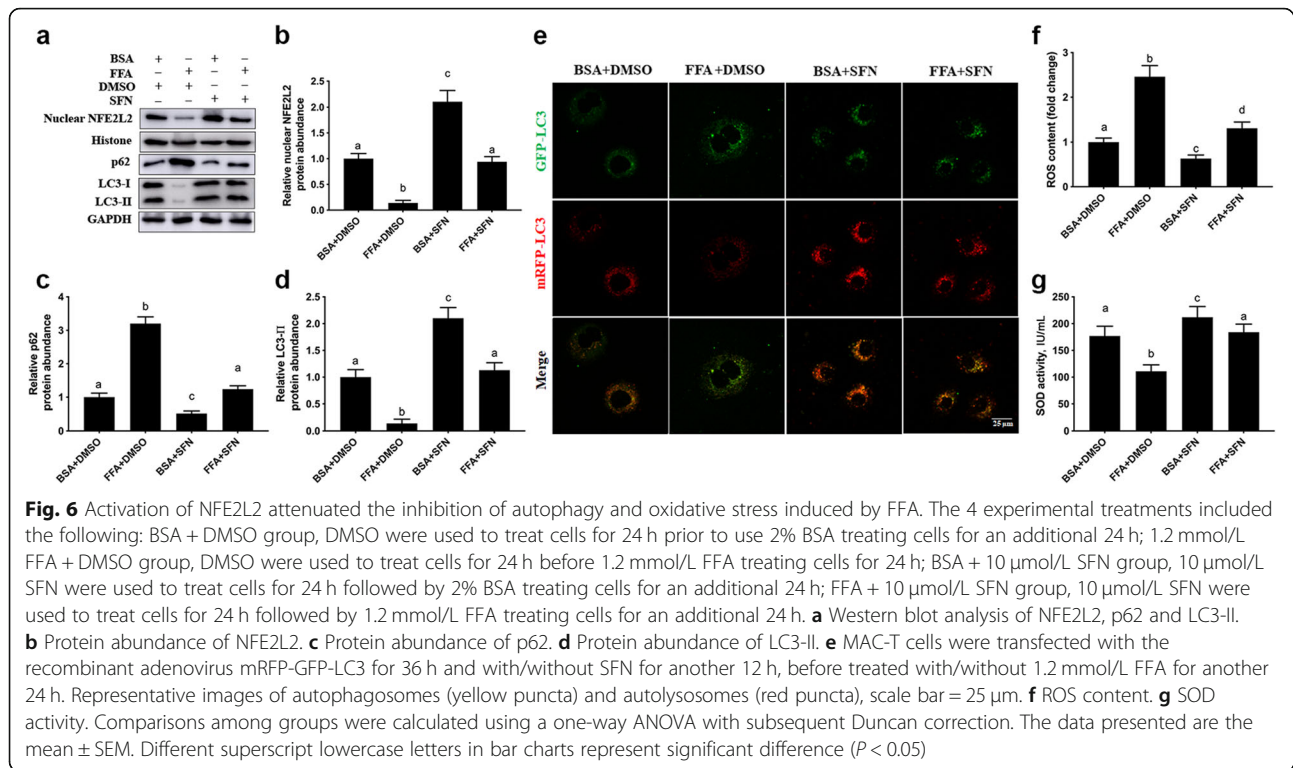 a
BSA + – + –
FFA – + – +
DMSO + + – –
SFN – – + +
Nuclear NFE2L2
Histone
p62
LC3-I
LC3-II
GAPDH
b
Relative nuclear NFE2L2
protein abundance
2.5
2.0
1.5
1.0
0.5
0.0
a
b
c
a
BSA+DMSO
FFA+DMSO
BSA+SFN
FFA+SFN
c
Relative p62
protein abundance
4
3
2
1
0
a
b
c
a
BSA+DMSO
FFA+DMSO
BSA+SFN
FFA+SFN
d
Relative LC3-II
protein abundance
2.5
2.0
1.5
1.0
0.5
0.0
a
b
c
a
BSA+DMSO
FFA+DMSO
BSA+SFN
FFA+SFN
e
BSA+DMSO FFA+DMSO BSA+SFN FFA+SFN
GFP-LC3
mRFP-LC3
Merge
25 μm
f
ROS content (fold change)
3
2
1
0
a
b
c
d
BSA+DMSO
FFA+DMSO
BSA+SFN
FFA+SFN
g
SOD activity, IU/mL
300
250
200
150
100
50
0
a
b
c
a
BSA+DMSO
FFA+DMSO
BSA+SFN
FFA+SFN
Fig. 6 Activation of NFE2L2 attenuated the inhibition of autophagy and oxidative stress induced by FFA. The 4 experimental treatments included
the following: BSA + DMSO group, DMSO were used to treat cells for 24 h prior to use 2% BSA treating cells for an additional 24 h; 1.2 mmol/L
FFA + DMSO group, DMSO were used to treat cells for 24 h before 1.2 mmol/L FFA treating cells for 24 h; BSA + 10 μmol/L SFN group, 10 μmol/L
SFN were used to treat cells for 24 h followed by 2% BSA treating cells for an additional 24 h; FFA + 10 μmol/L SFN group, 10 μmol/L SFN were
used to treat cells for 24 h followed by 1.2 mmol/L FFA treating cells for an additional 24 h. a Western blot analysis of NFE2L2, p62 and LC3-II.
b Protein abundance of NFE2L2. c Protein abundance of p62. d Protein abundance of LC3-II. e MAC-T cells were transfected with the
recombinant adenovirus mRFP-GFP-LC3 for 36 h and with/without SFN for another 12 h, before treated with/without 1.2 mmol/L FFA for another
24 h. Representative images of autophagosomes (yellow puncta) and autolysosomes (red puncta), scale bar = 25 μm. f ROS content. g SOD
activity. Comparisons among groups were calculated using a one-way ANOVA with subsequent Duncan correction. The data presented are the
mean ± SEM. Different superscript lowercase letters in bar charts represent significant difference (P < 0.05)